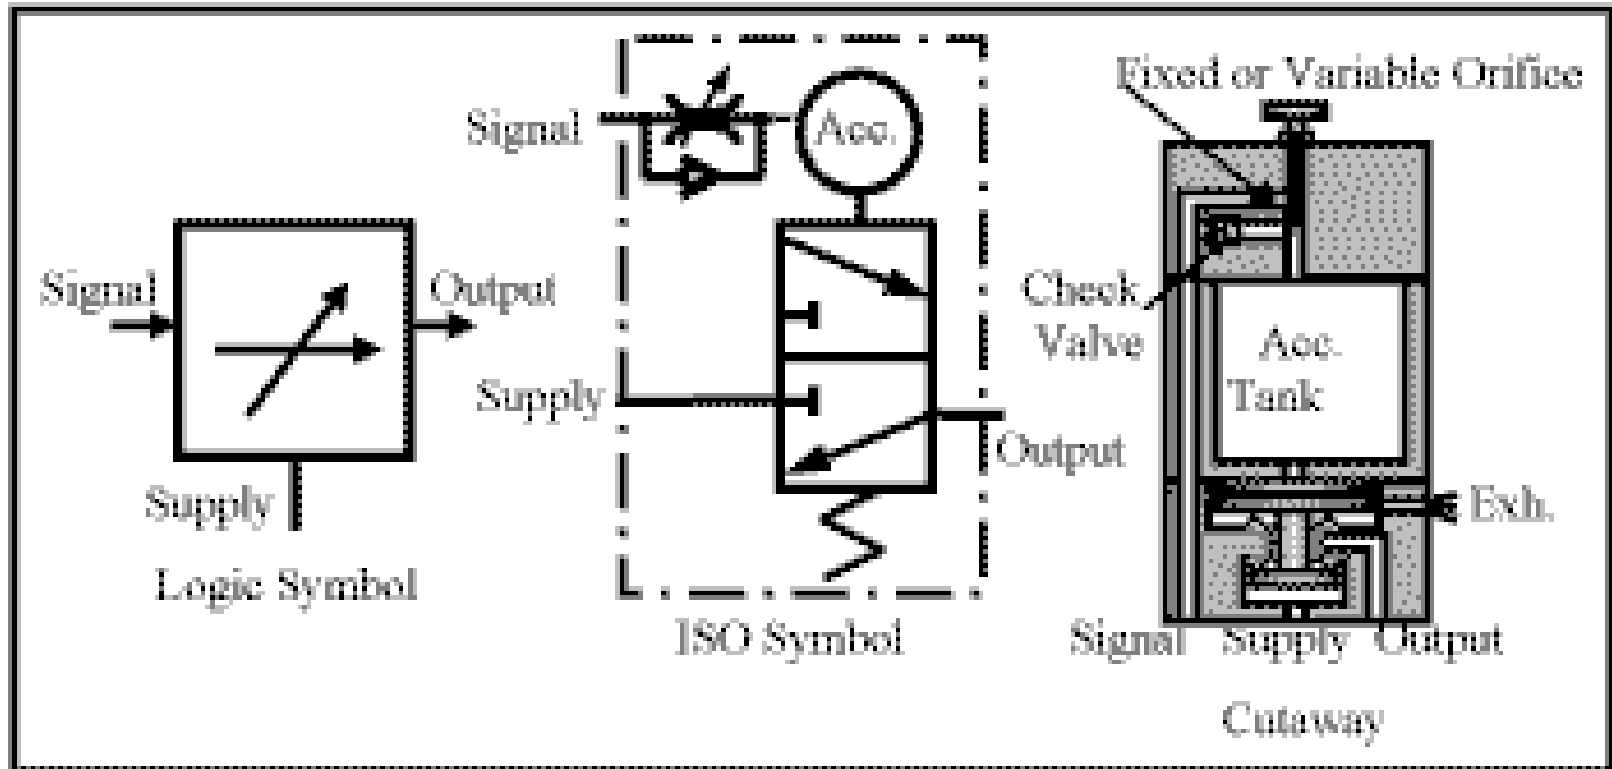 Signal
Output
Supply
Logic Symbol
Signal
Acc.
Supply
Output
ISO Symbol
Fixed or Variable Orifice
Check
Valve
Acc.
Tank
Exh.
Signal Supply Output
Cutaway